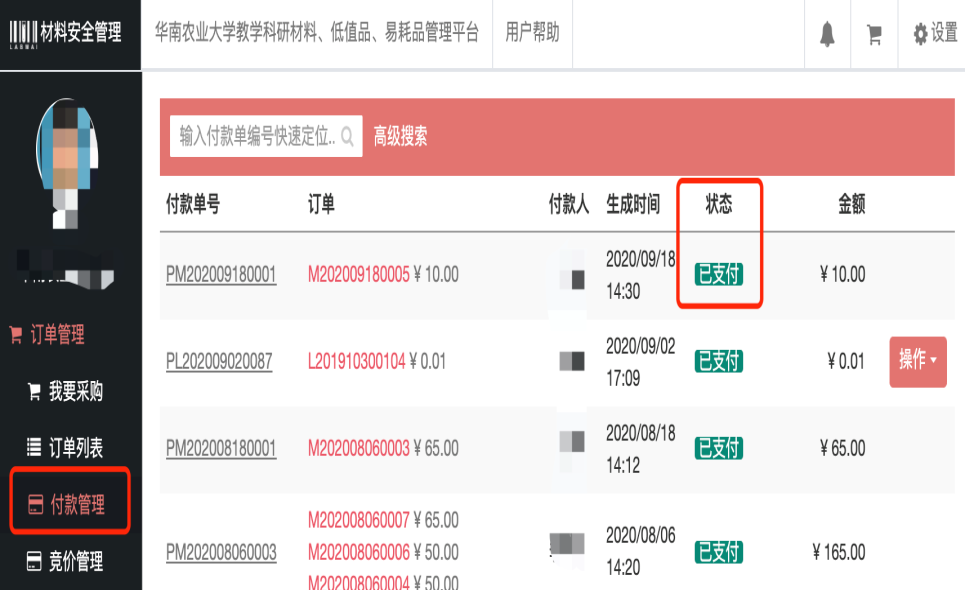 材料安全管理
LABMAI
华南农业大学教学科研材料、低值品、易耗品管理平台
用户帮助
设置
订单管理
我要采购
订单列表
付款管理
竞价管理
输入付款单编号快速定位..
高级搜索
付款单号 订单 付款人 生成时间 状态 金额
PM202009180001 M202009180005 ¥ 10.00 2020/09/18 14:30 已支付 ¥ 10.00
PL202009020087 L201910300104 ¥ 0.01 2020/09/02 17:09 已支付 ¥ 0.01 操作
PM202008180001 M202008060003 ¥ 65.00 2020/08/18 14:12 已支付 ¥ 65.00
PM202008060003 M202008060007 ¥ 65.00 2020/08/06 14:20 已支付 ¥ 165.00
M202008060006 ¥ 50.00
M202008060004 ¥ 50.00